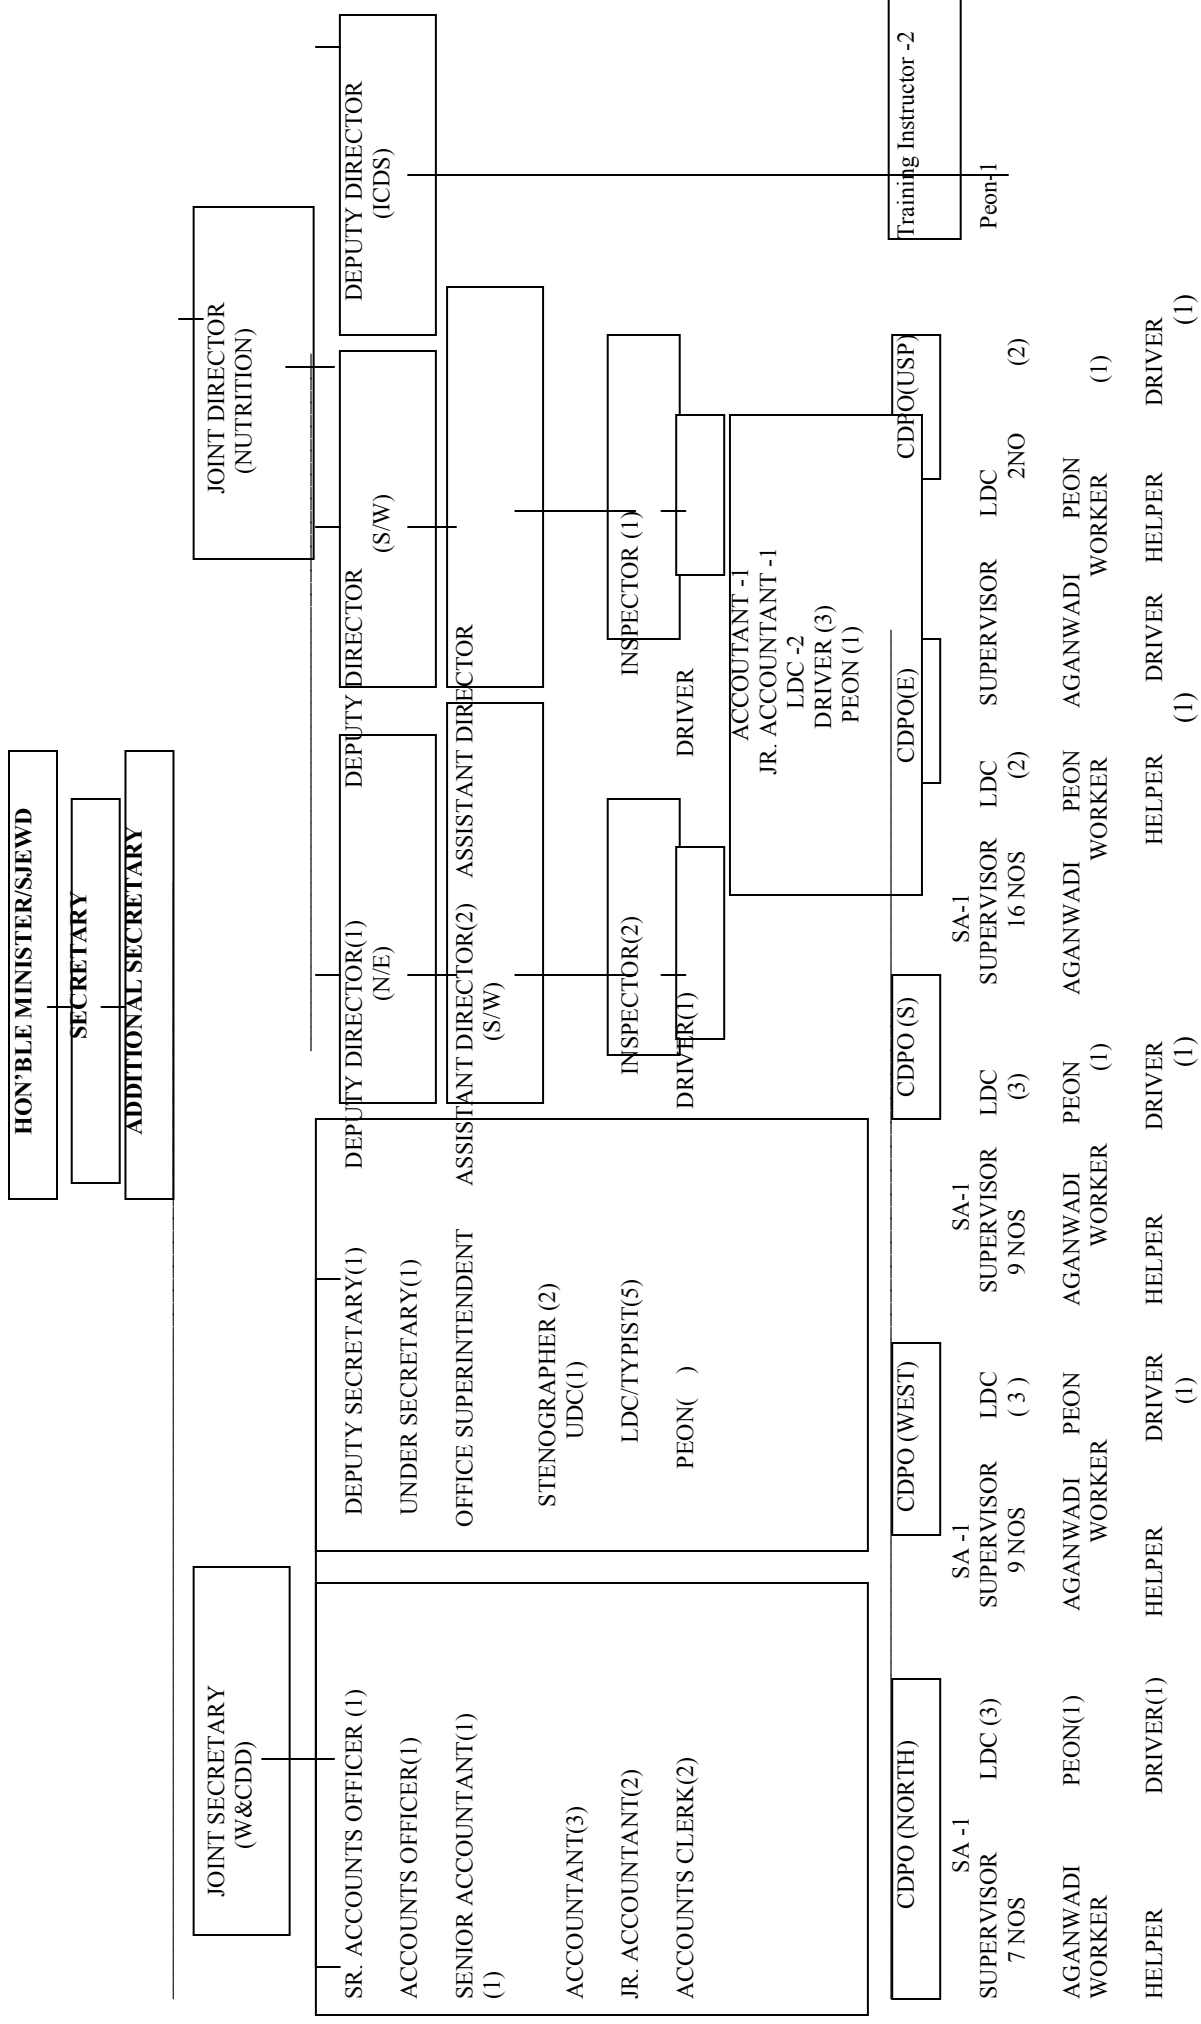 HON'BLE MINISTER/SJEWD
SECRETARY
ADDITIONAL SECRETARY
JOINT SECRETARY
(W&CDD)
JOINT DIRECTOR
(NUTRITION)
SR. ACCOUNTS OFFICER (1)
ACCOUNTS OFFICER(1)
SENIOR ACCOUNTANT(1)
(1)
ACCOUNTANT(3)
JR. ACCOUNTANT(2)
ACCOUNTS CLERK(2)
DEPUTY SECRETARY(1)
UNDER SECRETARY(1)
OFFICE SUPERINTENDENT
STENOGRAPHER (2)
UDC(1)
LDC/TYPIST(5)
PEON( )
DEPUTY DIRECTOR(1)
(N/E)
ASSISTANT DIRECTOR(2)
(S/W)
INSPECTOR(2)
DRIVER(1)
DEPUTY DIRECTOR
(S/W)
ASSISTANT DIRECTOR
INSPECTOR (1)
DRIVER
DEPUTY DIRECTOR
(ICDS)
ACCOUTANT -1
JR. ACCOUNTANT -1
LDC -2
DRIVER (3)
PEON (1)
Training Instructor -2
Peon-1
CDPO (NORTH)
SA -1
SUPERVISOR LDC (3)
7 NOS
AGANWADI PEON(1)
WORKER
HELPER DRIVER(1)
CDPO (WEST)
SA -1
SUPERVISOR LDC
9 NOS ( 3 )
AGANWADI PEON
WORKER
HELPER DRIVER
(1)
CDPO (S)
SA-1
SUPERVISOR LDC
9 NOS (3)
AGANWADI PEON
WORKER (1)
HELPER DRIVER
(1)
CDPO(E)
SA-1
SUPERVISOR LDC
16 NOS (2)
AGANWADI PEON
WORKER
HELPER DRIVER
(1)
CDPO(USP)
SUPERVISOR LDC
2NO (2)
AGANWADI PEON
WORKER (1)
HELPER DRIVER
(1)